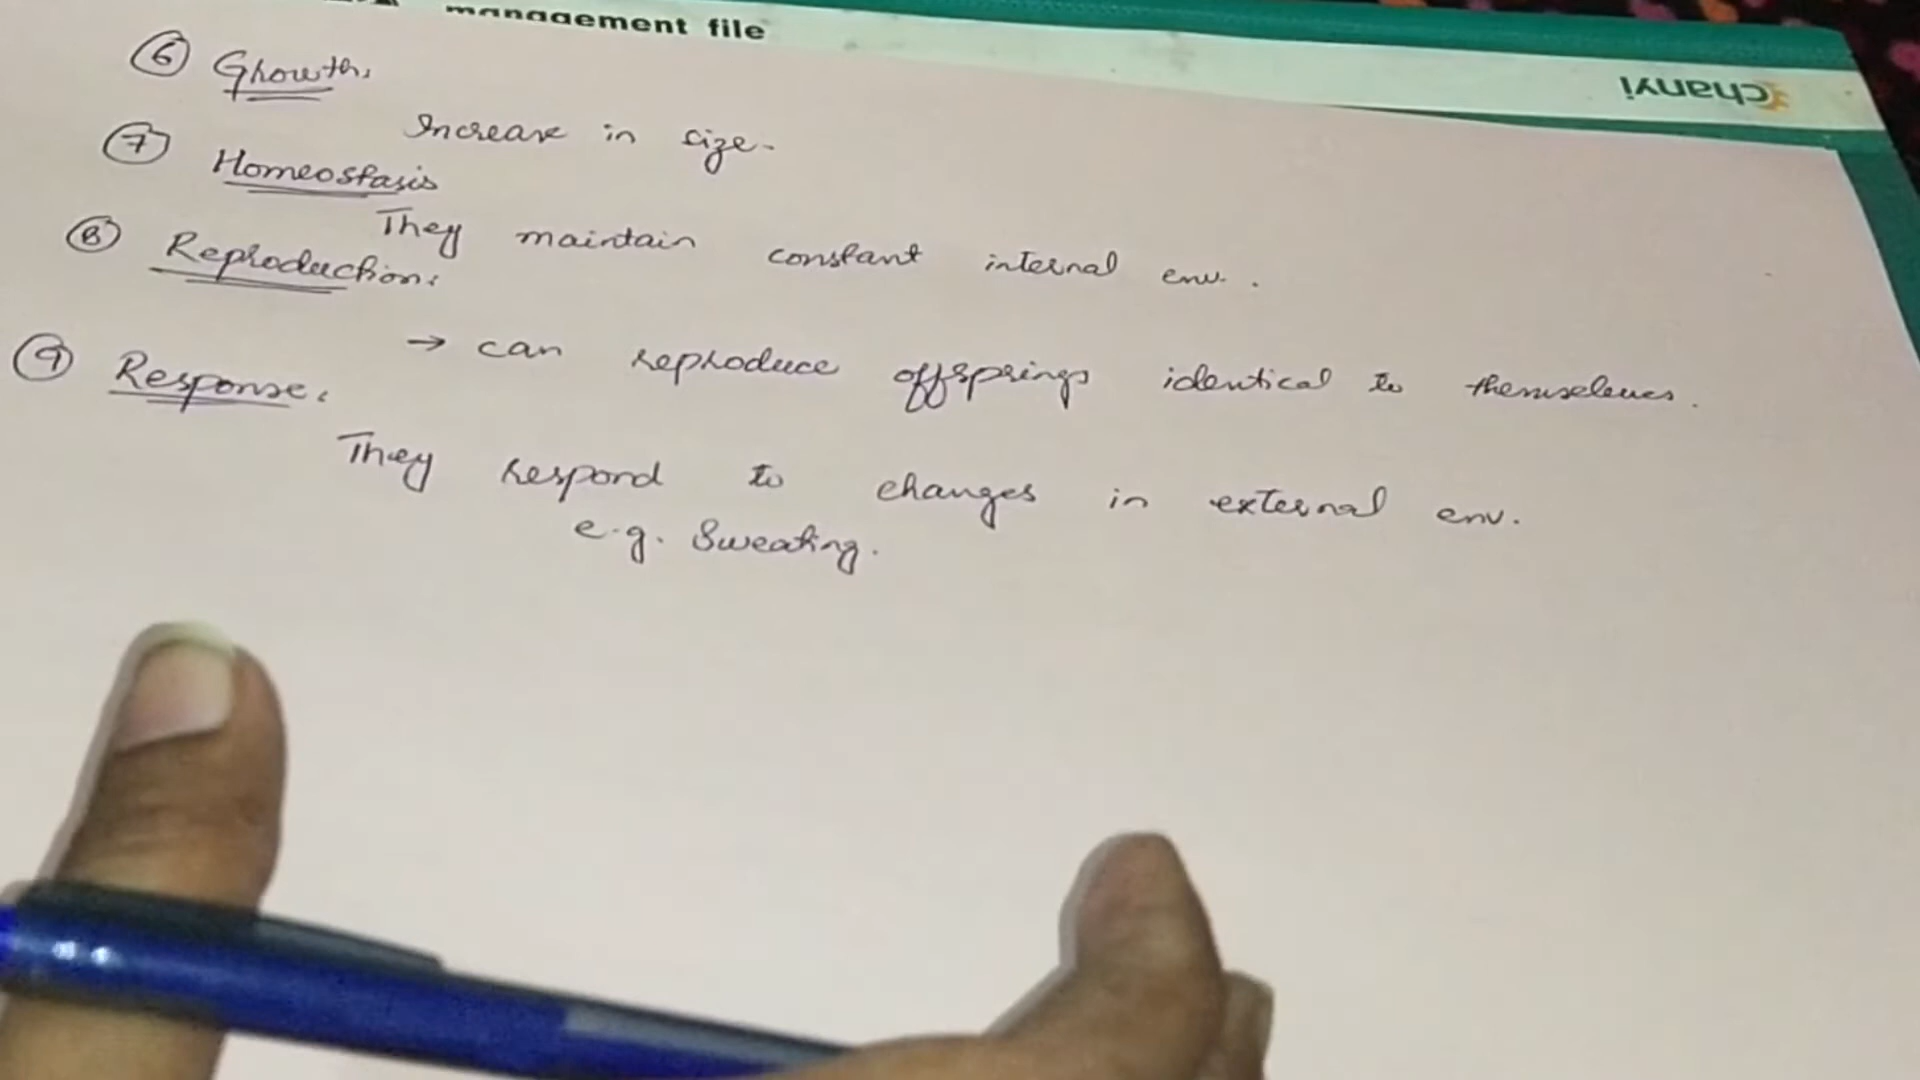 management file
chanyi
⑥ Growth,
Increase in size.
⑦ Homeostasis
They maintain constant internal env.
⑧ Reproduction:
→ can reproduce offsprings identical to themselves.
⑨ Response:
They respond to changes in external env.
e.g. Sweating.